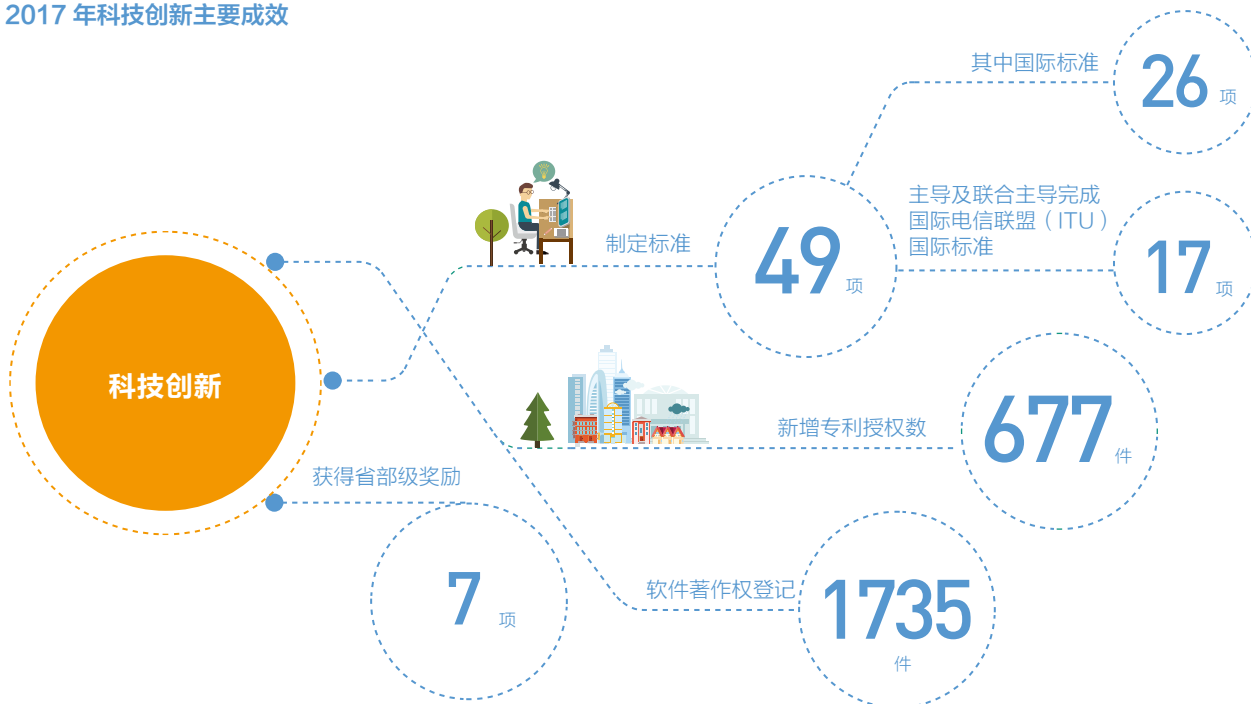 2017 年科技创新主要成效
其中国际标准
26 项
主导及联合主导完成
国际电信联盟（ITU）
国际标准
17 项
制定标准
49 项
科技创新
新增专利授权数
677 件
获得省部级奖励
7 项
软件著作权登记
1735
件